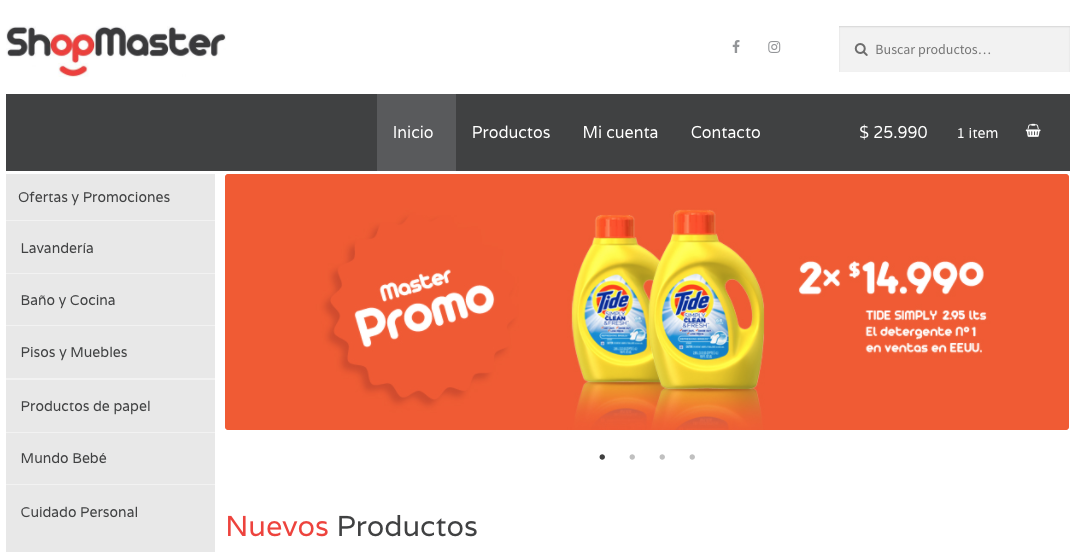 ShopMaster
Buscar productos...
Inicio Productos Mi cuenta Contacto $ 25.990 1 item
Ofertas y Promociones
Lavandería
Baño y Cocina
Pisos y Muebles
Productos de papel
Mundo Bebé
Cuidado Personal
Master
Promo
Tide
SIMPLY
CLEAN
& FRESH
Tide
SIMPLY
CLEAN
& FRESH
2x $14.990
TIDE SIMPLY 2.95 lts
El detergente Nº1
en ventas en EEUU.
Nuevos Productos